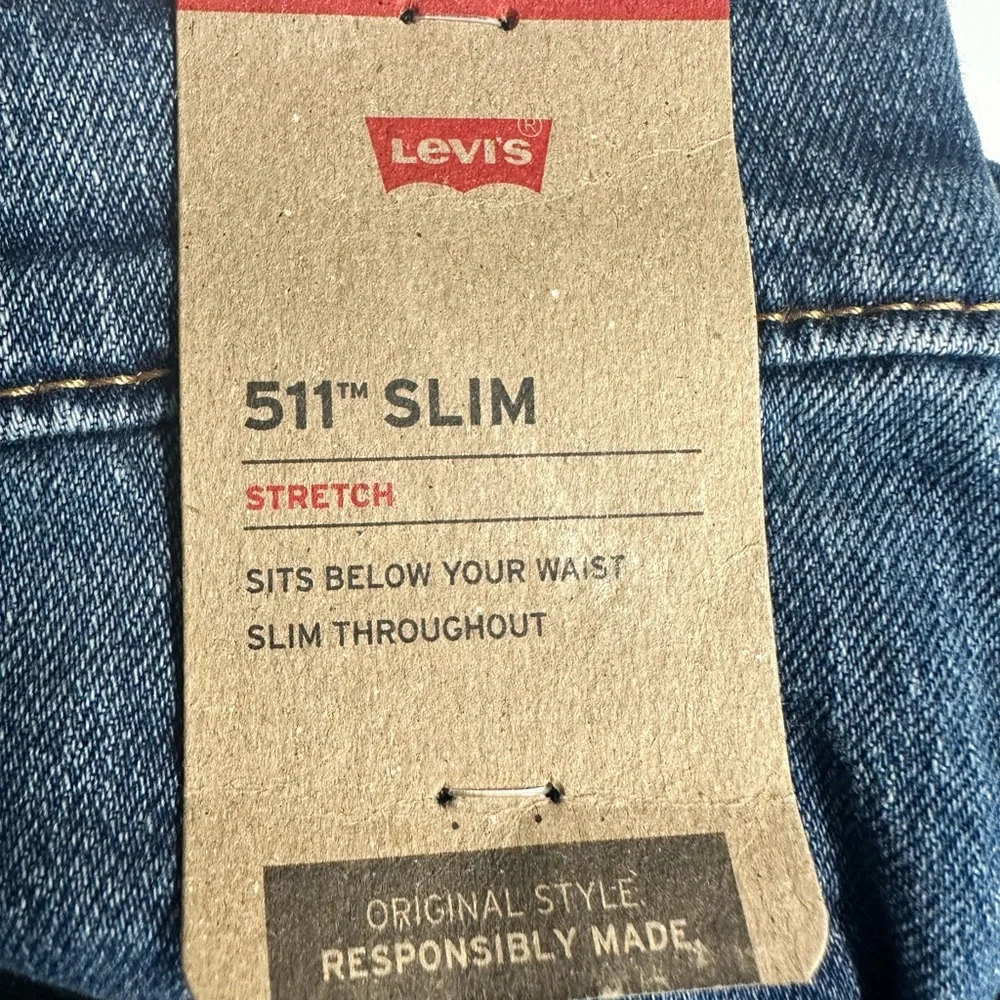 LEVI'S®
511™ SLIM
STRETCH
SITS BELOW YOUR WAIST
SLIM THROUGHOUT
ORIGINAL STYLE.
RESPONSIBLY MADE.